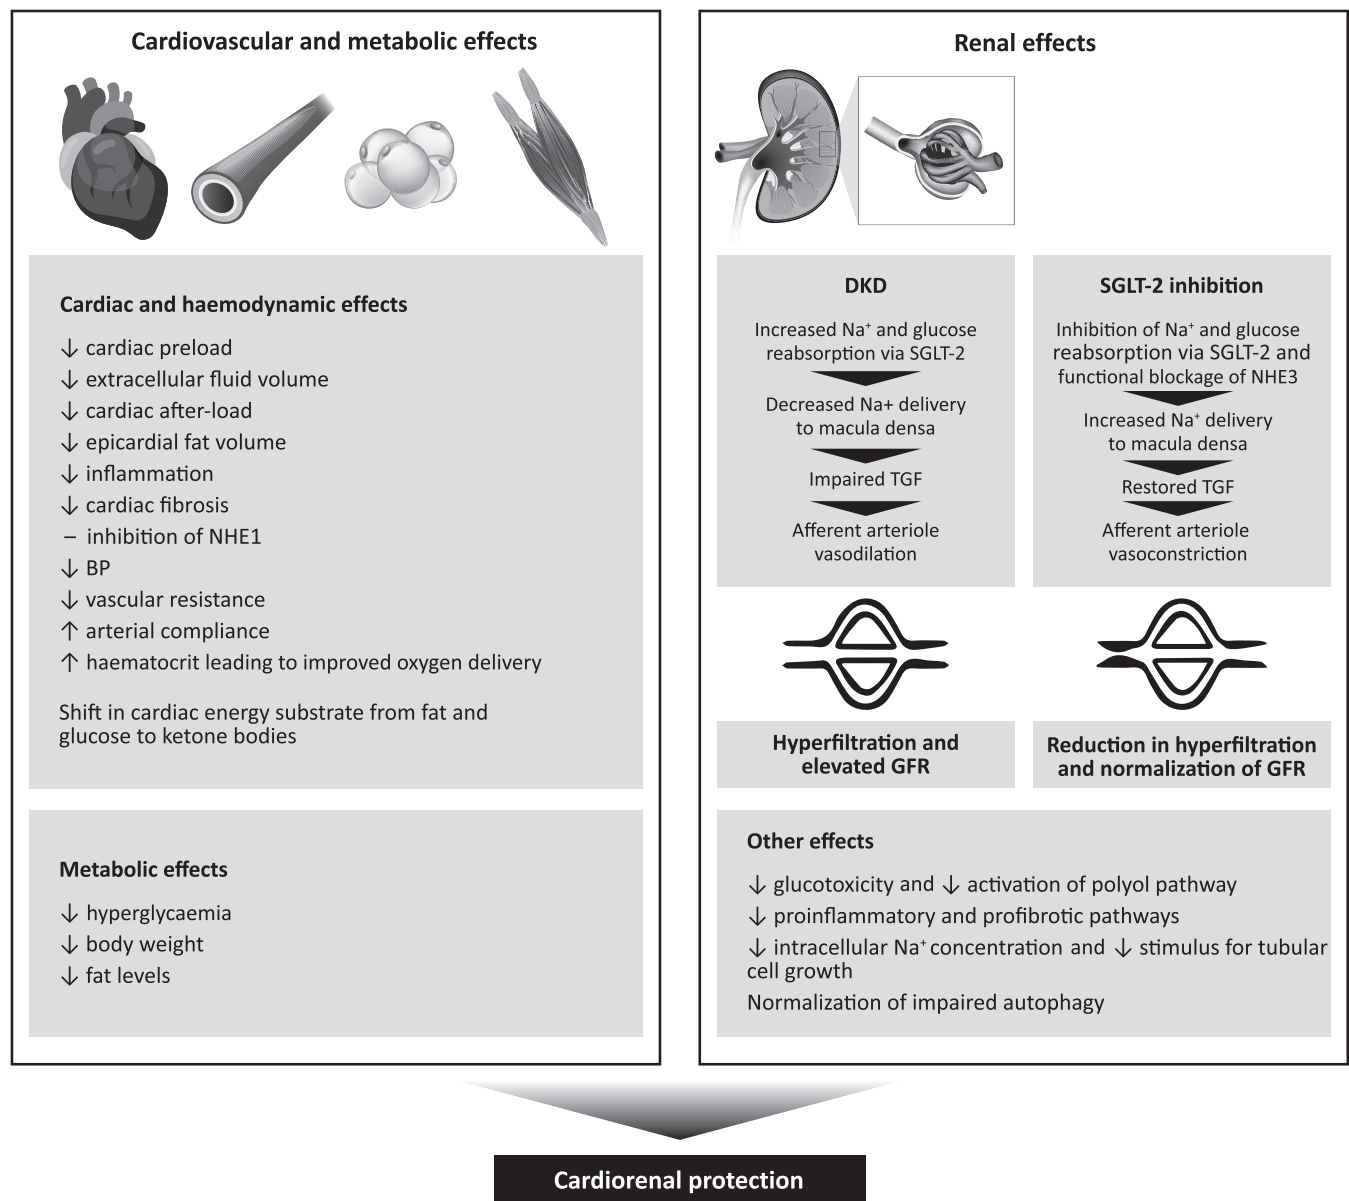 Cardiovascular and metabolic effects
Cardiac and haemodynamic effects
↓ cardiac preload
↓ extracellular fluid volume
↓ cardiac after-load
↓ epicardial fat volume
↓ inflammation
↓ cardiac fibrosis
– inhibition of NHE1
↓ BP
↓ vascular resistance
↑ arterial compliance
↑ haematocrit leading to improved oxygen delivery
Shift in cardiac energy substrate from fat and
glucose to ketone bodies
Metabolic effects
↓ hyperglycaemia
↓ body weight
↓ fat levels
Renal effects
DKD
Increased Na⁺ and glucose
reabsorption via SGLT-2
Decreased Na+ delivery
to macula densa
Impaired TGF
Afferent arteriole
vasodilation
Hyperfiltration and
elevated GFR
SGLT-2 inhibition
Inhibition of Na⁺ and glucose
reabsorption via SGLT-2 and
functional blockage of NHE3
Increased Na⁺ delivery
to macula densa
Restored TGF
Afferent arteriole
vasoconstriction
Reduction in hyperfiltration
and normalization of GFR
Other effects
↓ glucotoxicity and ↓ activation of polyol pathway
↓ proinflammatory and profibrotic pathways
↓ intracellular Na⁺ concentration and ↓ stimulus for tubular
cell growth
Normalization of impaired autophagy
Cardiorenal protection